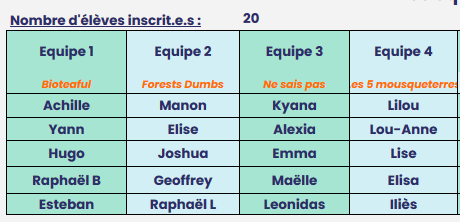 Nombre d'élèves inscrit.e.s : 20
Equipe 1 Equipe 2 Equipe 3 Equipe 4
Bioteaful Forests Dumbs Ne sais pas es 5 mousqueterres
Achille Manon Kyana Lilou
Yann Elise Alexia Lou-Anne
Hugo Joshua Emma Lise
Raphaël B Geoffrey Maëlle Elisa
Esteban Raphaël L Leonidas Iliès